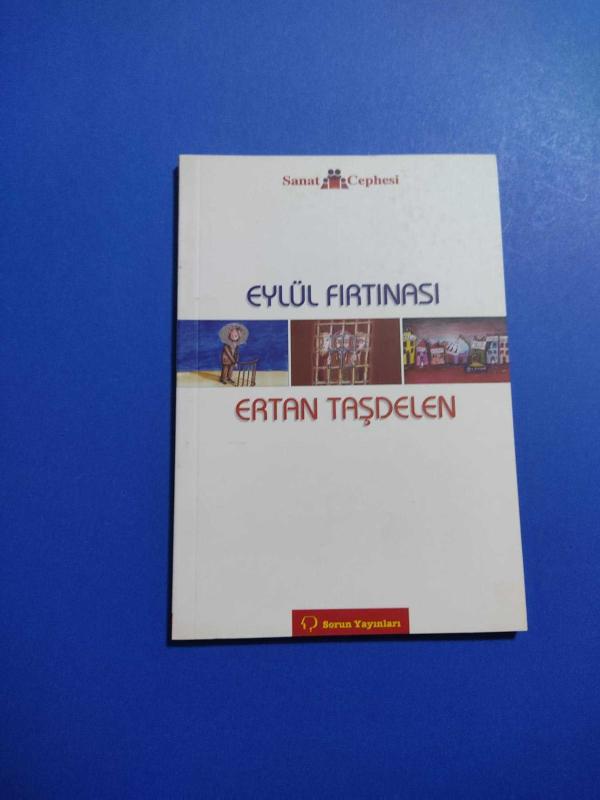 Sanat Cephesi
EYLÜL FIRTINASI
ERTAN TAŞDELEN
Sorun Yayınları